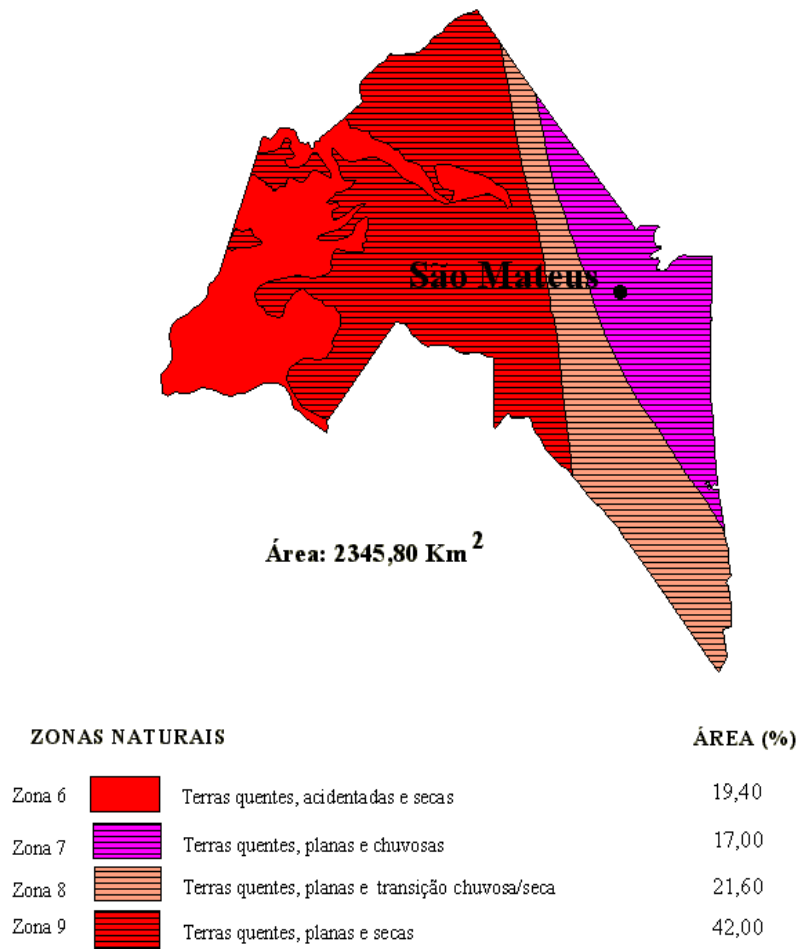 São Mateus
Área: 2345,80 Km²
ZONAS NATURAIS ÁREA (%)
Zona 6 Terras quentes, acidentadas e secas 19,40
Zona 7 Terras quentes, planas e chuvosas 17,00
Zona 8 Terras quentes, planas e transição chuvosa/seca 21,60
Zona 9 Terras quentes, planas e secas 42,00